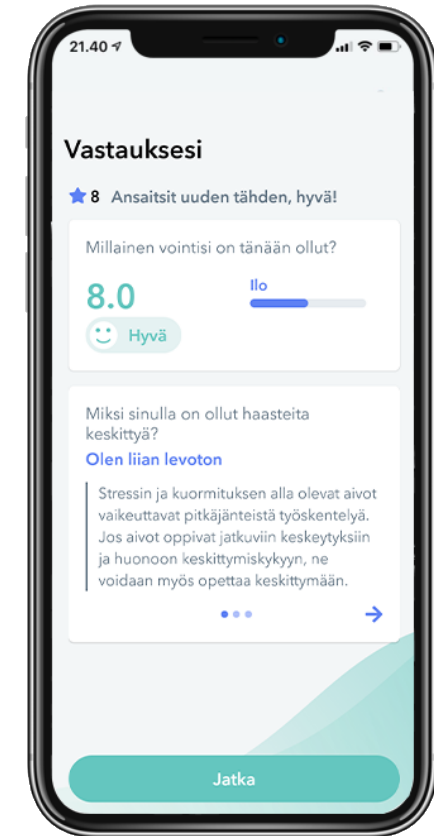 21.40
Vastauksesi
8 Ansaitsit uuden tähden, hyvä!
Millainen vointisi on tänään ollut?
8.0
Ilo
Hyvä
Miksi sinulla on ollut haasteita
keskittyä?
Olen liian levoton
Stressin ja kuormituksen alla olevat aivot
vaikeuttavat pitkäjänteistä työskentelyä.
Jos aivot oppivat jatkuviin keskeytyksiin
ja huonoon keskittymiskykyyn, ne
voidaan myös opettaa keskittymään.
Jatka